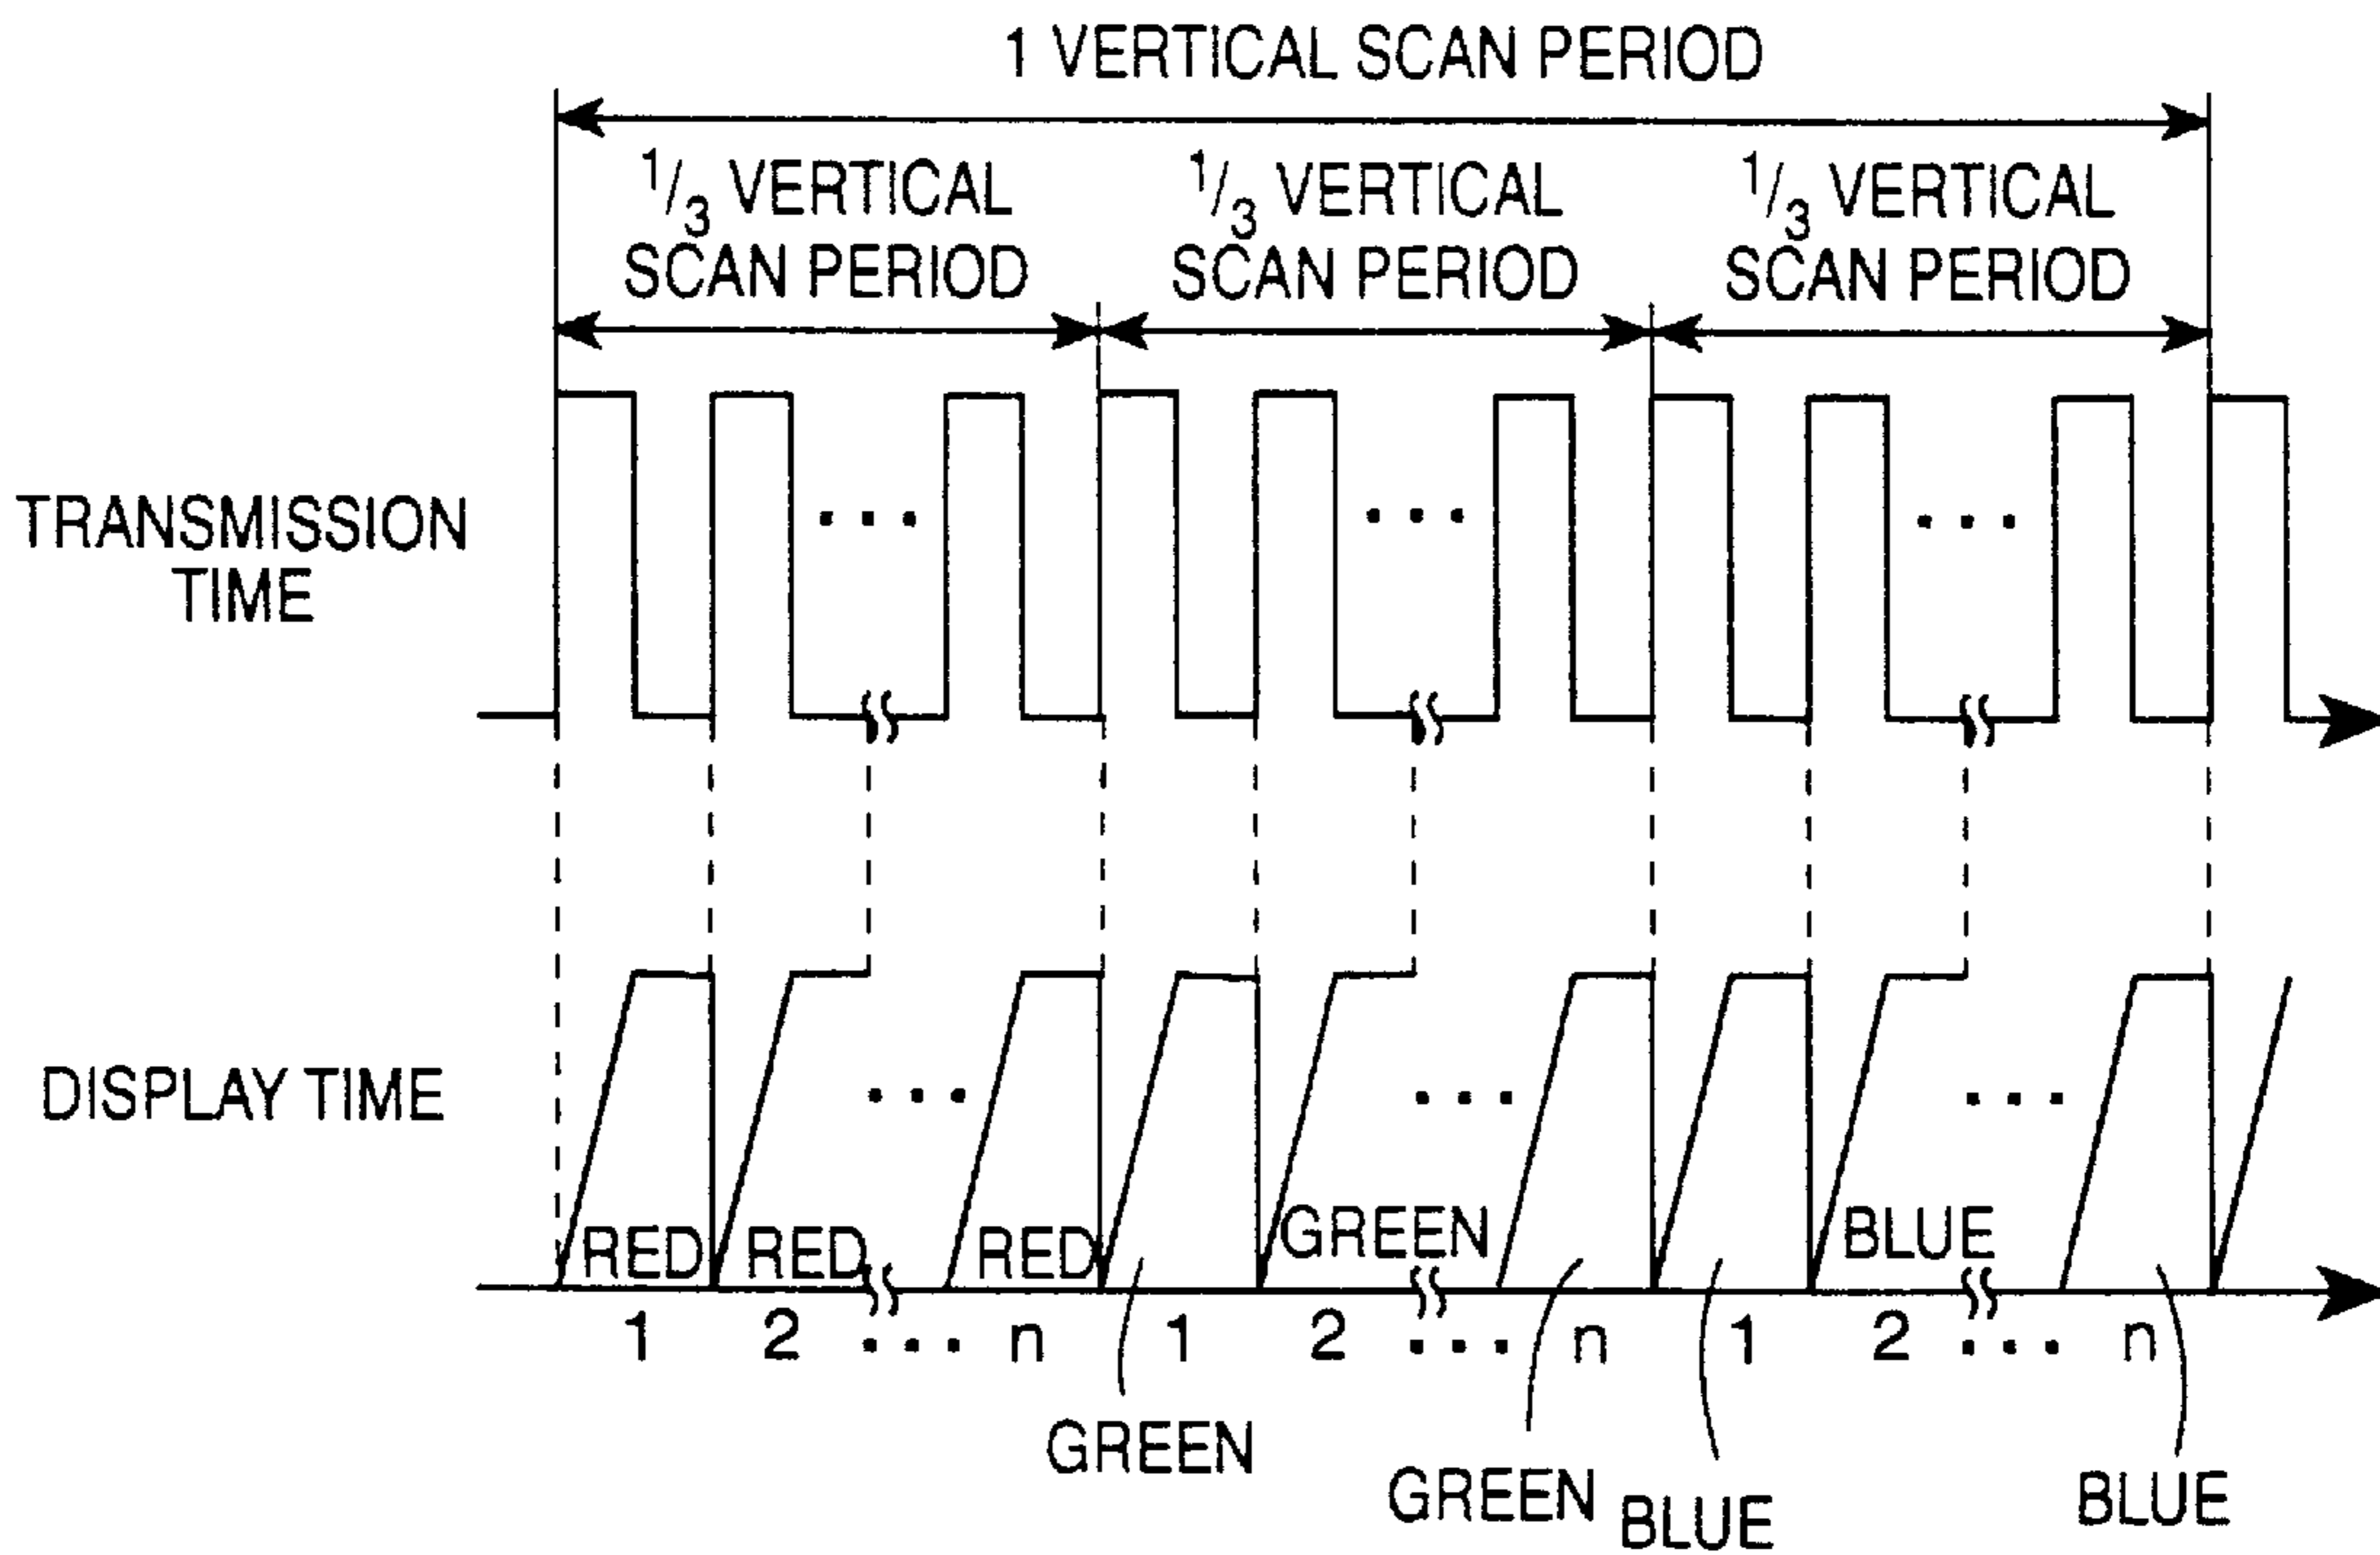 1 VERTICAL SCAN PERIOD
1/3 VERTICAL SCAN PERIOD
1/3 VERTICAL SCAN PERIOD
1/3 VERTICAL SCAN PERIOD
TRANSMISSION
TIME
...
...
...
DISPLAY TIME
...
...
...
RED
RED
RED
GREEN
BLUE
1 2 ... n 1 2 ... n 1 2 ... n
GREEN
GREEN
BLUE
BLUE